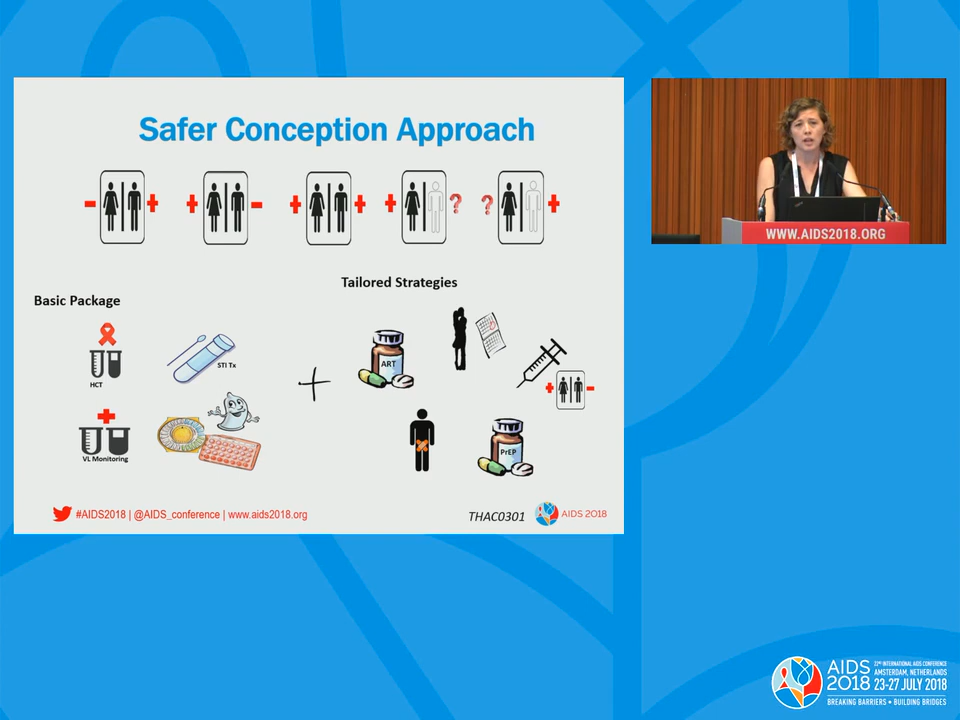 Safer Conception Approach
- + + - + + + ? ? +
Tailored Strategies
Basic Package
HCT
STI Tx
VL Monitoring
+
ART
+ -
PrEP
#AIDS2018 | @AIDS_conference | www.aids2018.org
THAC0301
AIDS 2018
WWW.AIDS2018.ORG
AIDS 2018
22ND INTERNATIONAL AIDS CONFERENCE
AMSTERDAM, NETHERLANDS
23-27 JULY 2018
BREAKING BARRIERS • BUILDING BRIDGES